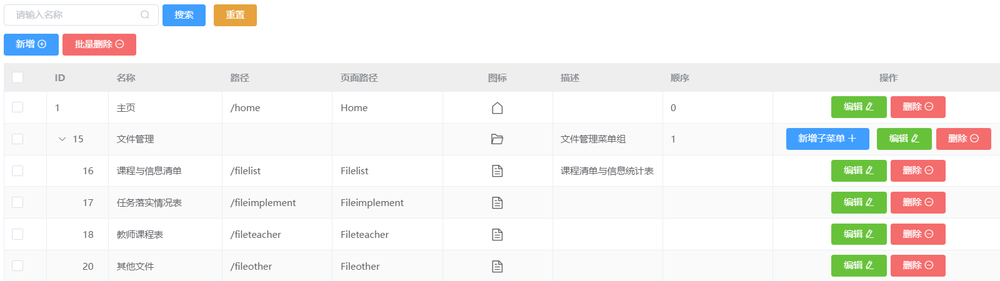 请输入名称 搜索 重置
新增 批量删除
ID 名称 路径 页面路径 图标 描述 顺序 操作
1 主页 /home Home 0 编辑 删除
15 文件管理 文件管理菜单组 1 新增子菜单 编辑 删除
16 课程与信息清单 /filelist Filelist 课程清单与信息统计表 编辑 删除
17 任务落实情况表 /fileimplement Fileimplement 编辑 删除
18 教师课程表 /fileteacher Fileteacher 编辑 删除
20 其他文件 /fileother Fileother 编辑 删除